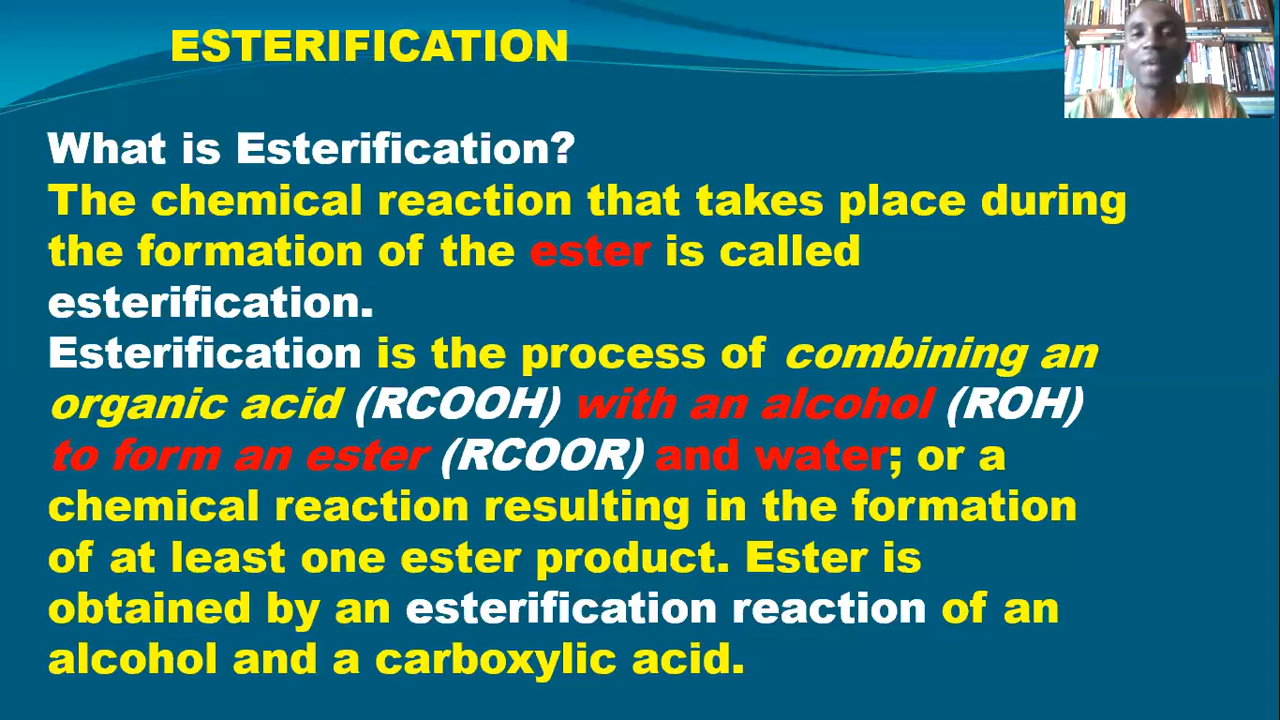 ESTERIFICATION
What is Esterification?
The chemical reaction that takes place during
the formation of the ester is called
esterification.
Esterification is the process of combining an
organic acid (RCOOH) with an alcohol (ROH)
to form an ester (RCOOR) and water; or a
chemical reaction resulting in the formation
of at least one ester product. Ester is
obtained by an esterification reaction of an
alcohol and a carboxylic acid.